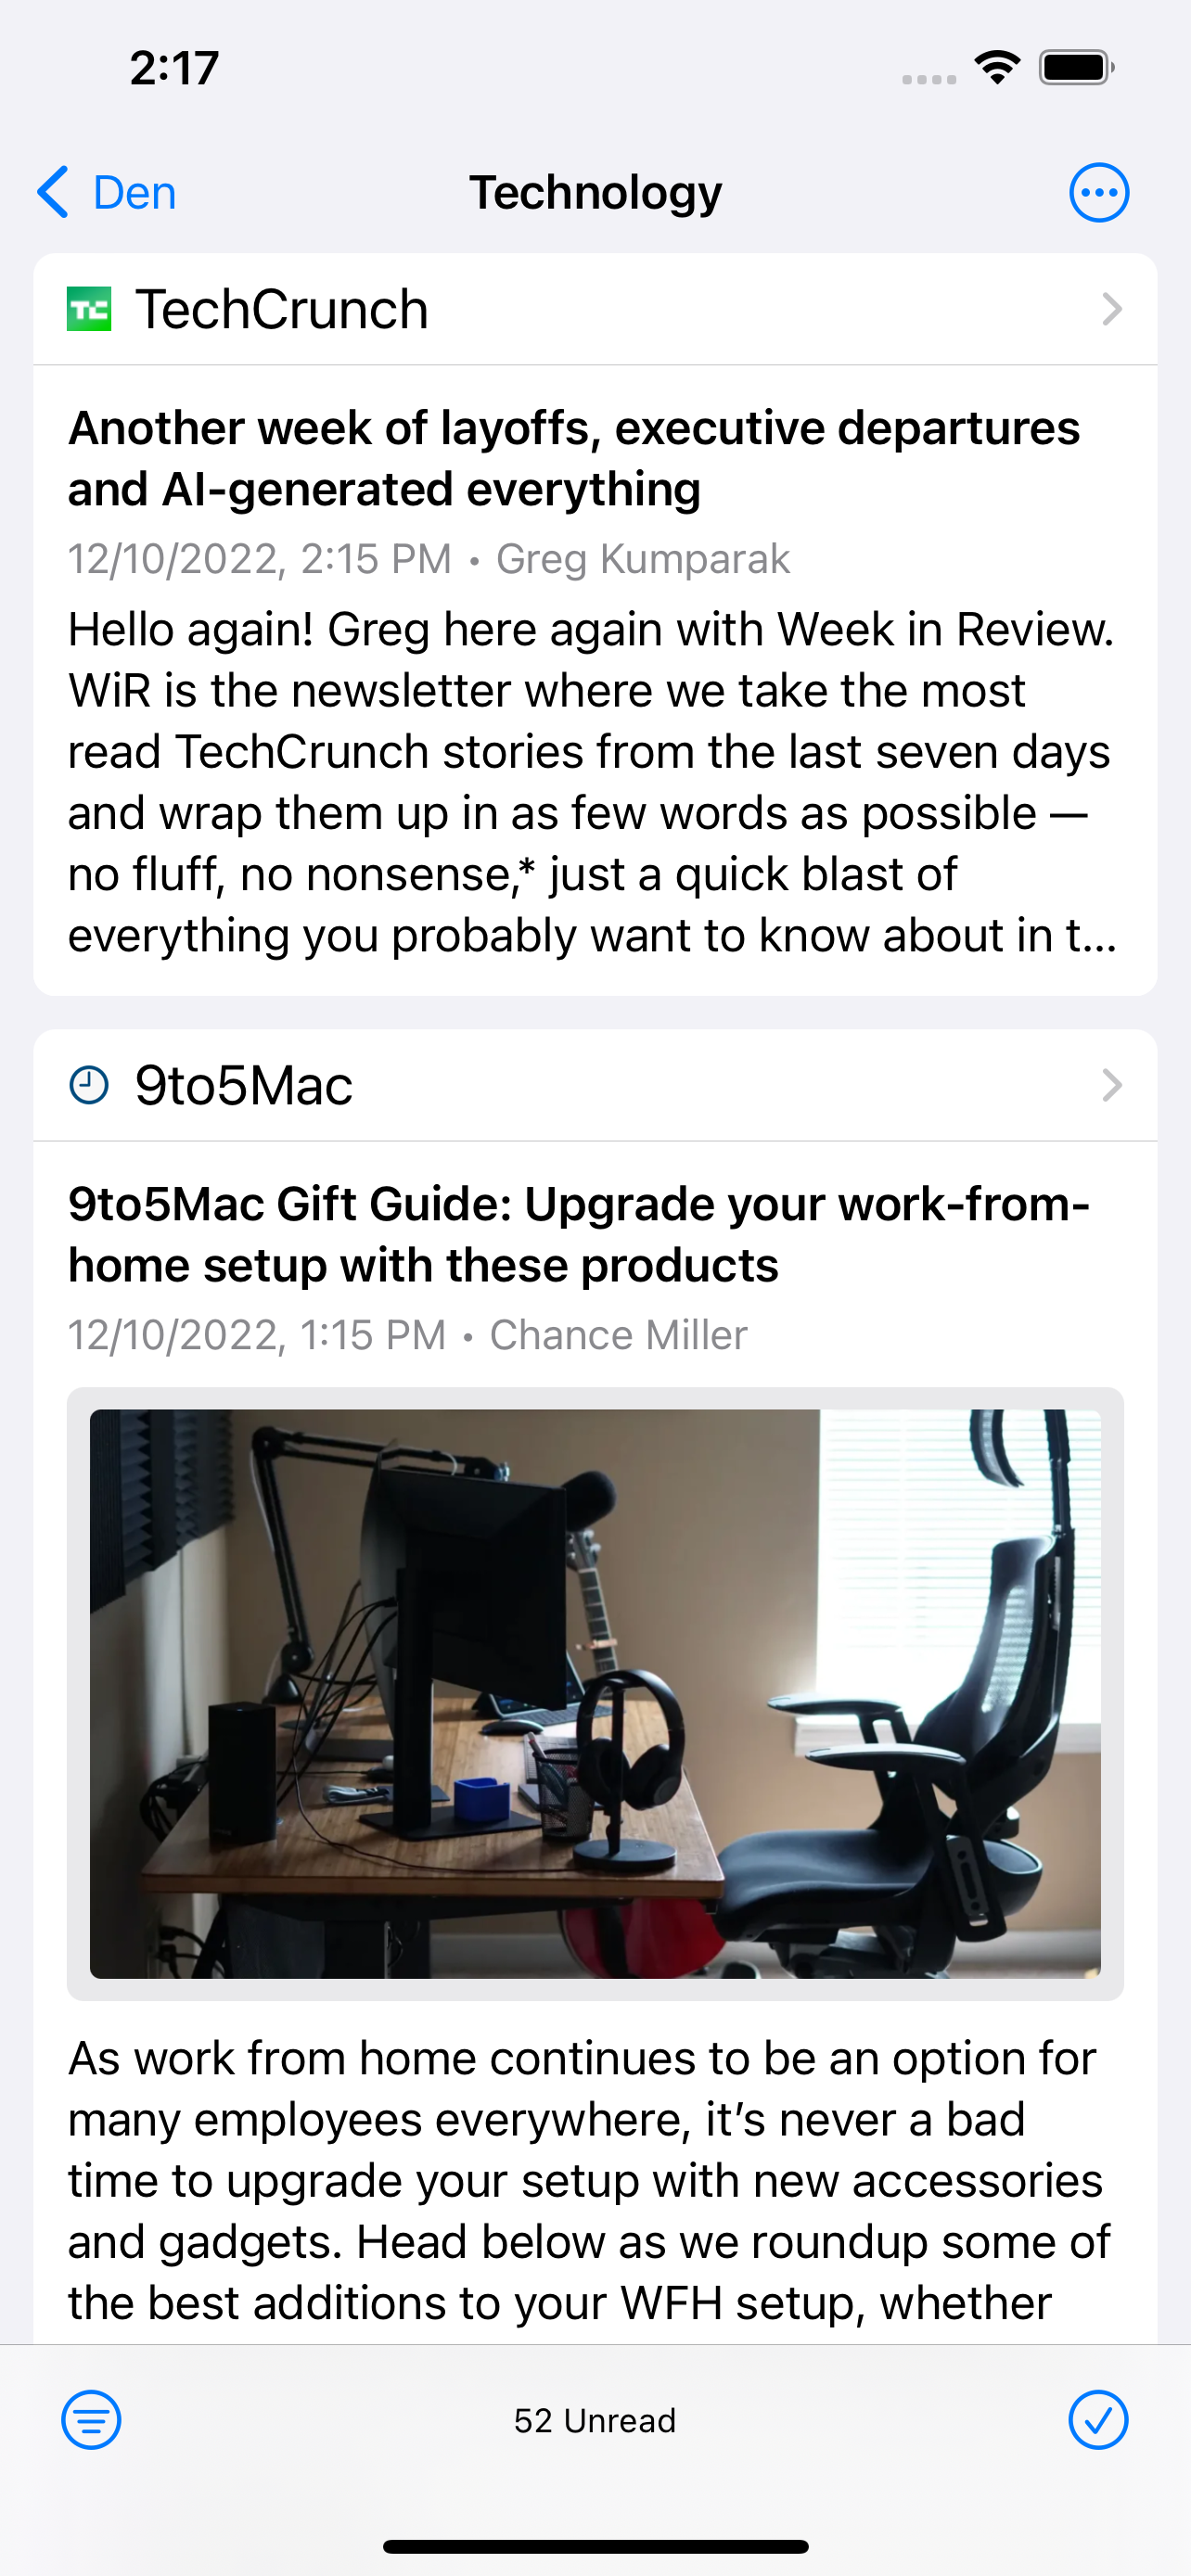 2:17
Den
Technology
TC
TechCrunch
Another week of layoffs, executive departures
and AI-generated everything
12/10/2022, 2:15 PM • Greg Kumparak
Hello again! Greg here again with Week in Review.
WiR is the newsletter where we take the most
read TechCrunch stories from the last seven days
and wrap them up in as few words as possible —
no fluff, no nonsense,* just a quick blast of
everything you probably want to know about in t...
9to5Mac
9to5Mac Gift Guide: Upgrade your work-from-
home setup with these products
12/10/2022, 1:15 PM • Chance Miller
As work from home continues to be an option for
many employees everywhere, it’s never a bad
time to upgrade your setup with new accessories
and gadgets. Head below as we roundup some of
the best additions to your WFH setup, whether
52 Unread